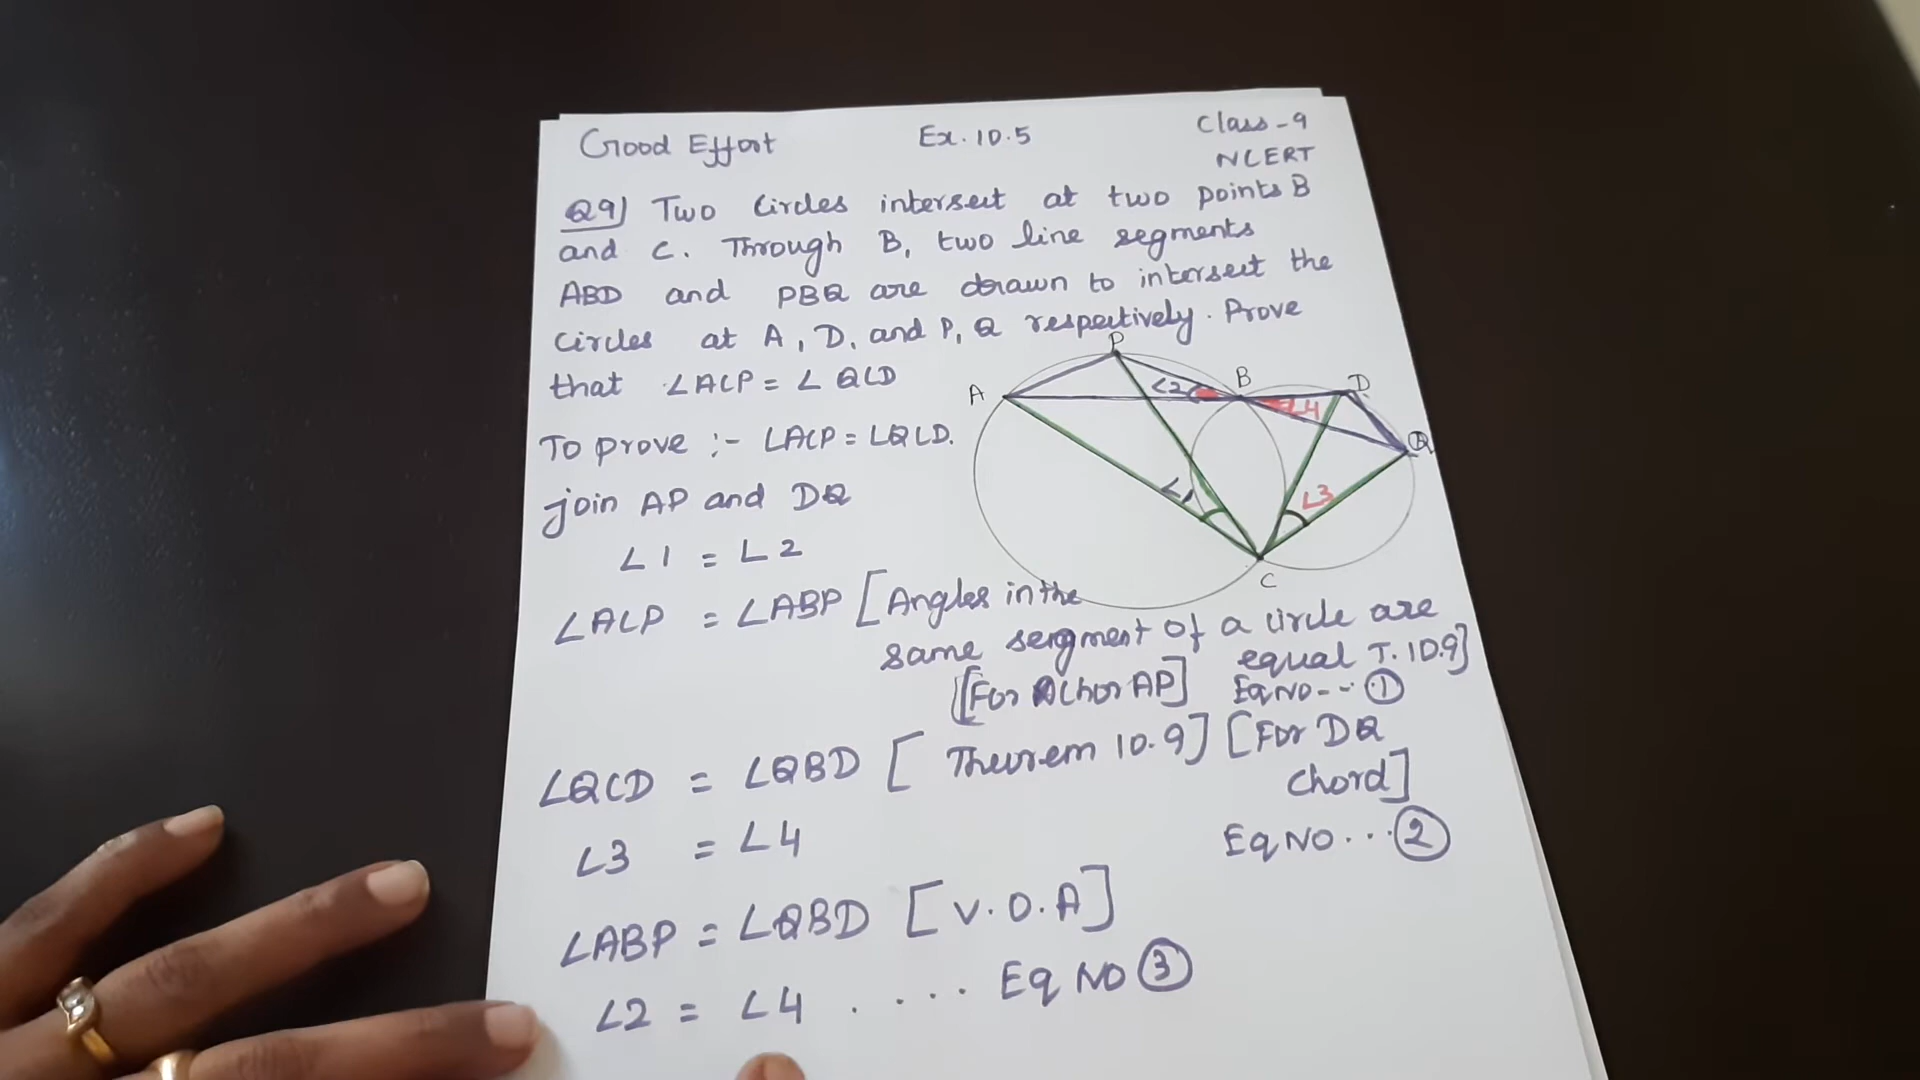 Good Effort Ex. 10.5 Class-9
NCERT
Q9) Two Circles intersect at two points B
and C. Through B, two line segments
ABD and PBQ are drawn to intersect the
circles at A, D, and P, Q respectively. Prove
that ∠ACP = ∠QCD
To prove :- ∠ACP = ∠QCD.
join AP and DQ
∠1 = ∠2
∠ACP = ∠ABP [Angles in the
same segment of a circle are
equal T. 10.9]
[For Chor AP] Eq NO-- ①
∠QCD = ∠QBD [Theorem 10.9] [For DQ
chord]
∠3 = ∠4 Eq NO... ②
∠ABP = ∠QBD [V.O.A]
∠2 = ∠4 ..... Eq NO ③
P
A
∠2
B
D
∠4
Q
∠1
∠3
C